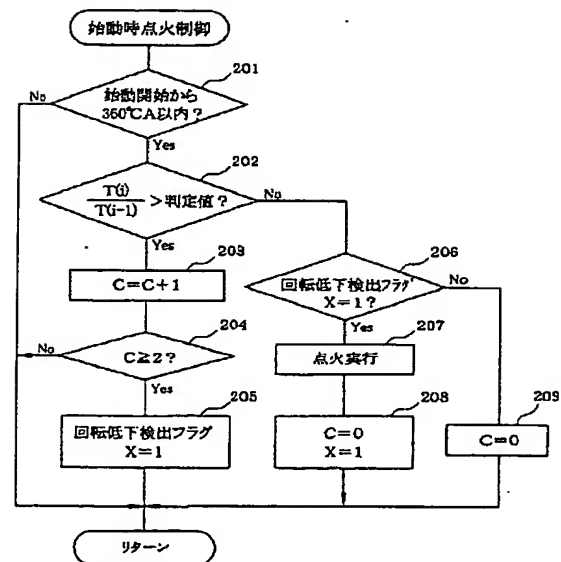 始動時点火制御
201
始動開始から
360°CA以内?
No
Yes
202
T(i)
T(i-1)
>判定値?
No
Yes
203
C=C+1
206
回転低下検出フラグ
X=1?
No
Yes
204
C≧2?
No
Yes
207
点火実行
205
回転低下検出フラグ
X=1
208
C=0
X=1
209
C=0
リターン